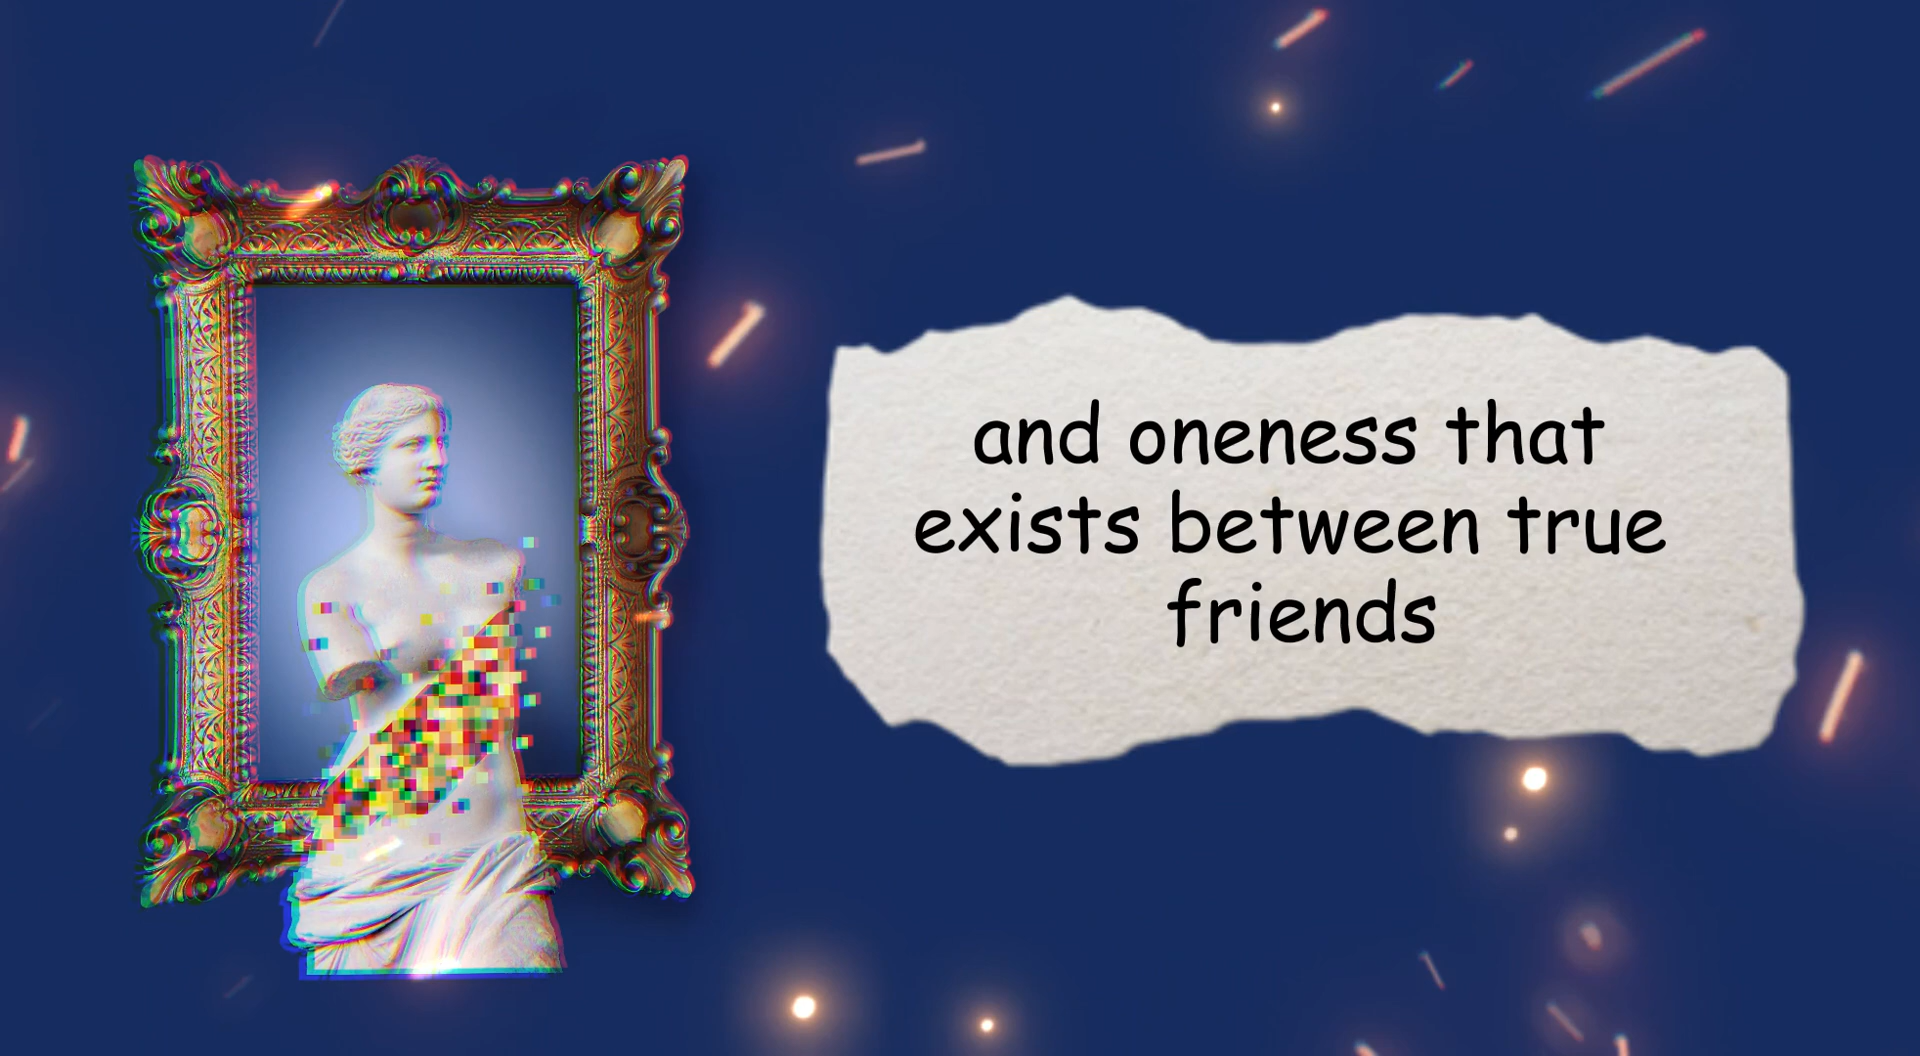 and oneness that
exists between true
friends